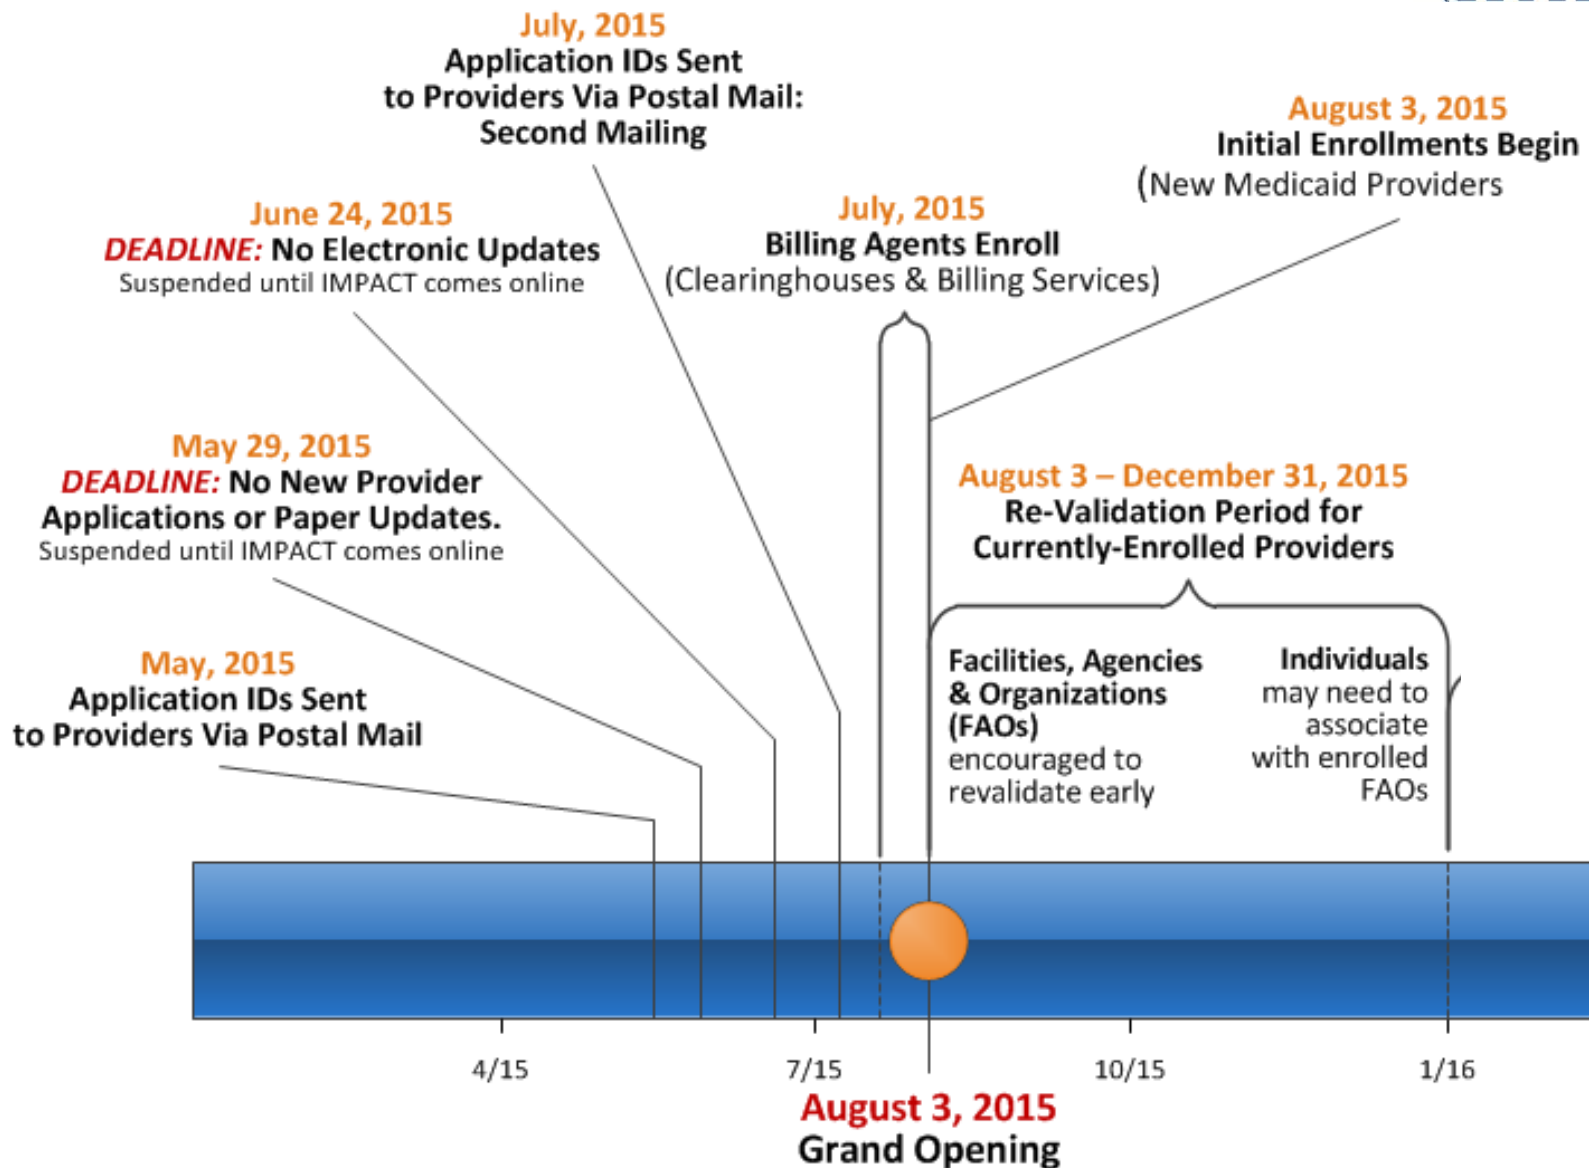 July, 2015
Application IDs Sent
to Providers Via Postal Mail:
Second Mailing
August 3, 2015
Initial Enrollments Begin
(New Medicaid Providers
June 24, 2015
DEADLINE: No Electronic Updates
Suspended until IMPACT comes online
July, 2015
Billing Agents Enroll
(Clearinghouses & Billing Services)
May 29, 2015
DEADLINE: No New Provider
Applications or Paper Updates.
Suspended until IMPACT comes online
August 3 – December 31, 2015
Re-Validation Period for
Currently-Enrolled Providers
May, 2015
Application IDs Sent
to Providers Via Postal Mail
Facilities, Agencies
& Organizations
(FAOs)
encouraged to
revalidate early
Individuals
may need to
associate
with enrolled
FAOs
4/15
7/15
10/15
1/16
August 3, 2015
Grand Opening